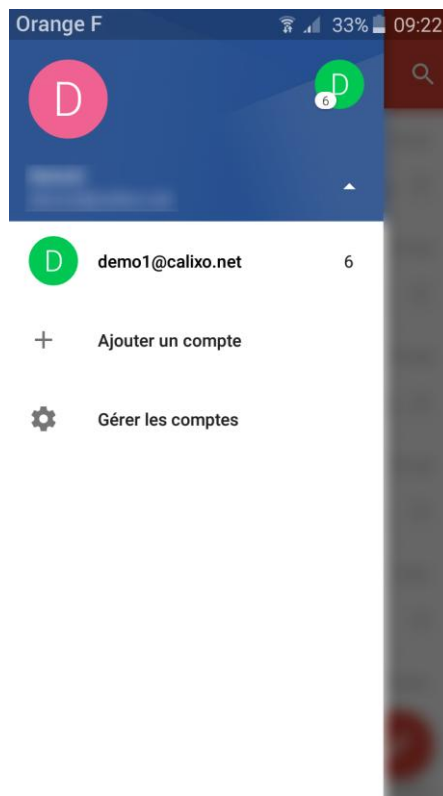 Orange F 33% 09:22
D D
6
demo1@calixo.net 6
D
Ajouter un compte
Gérer les comptes